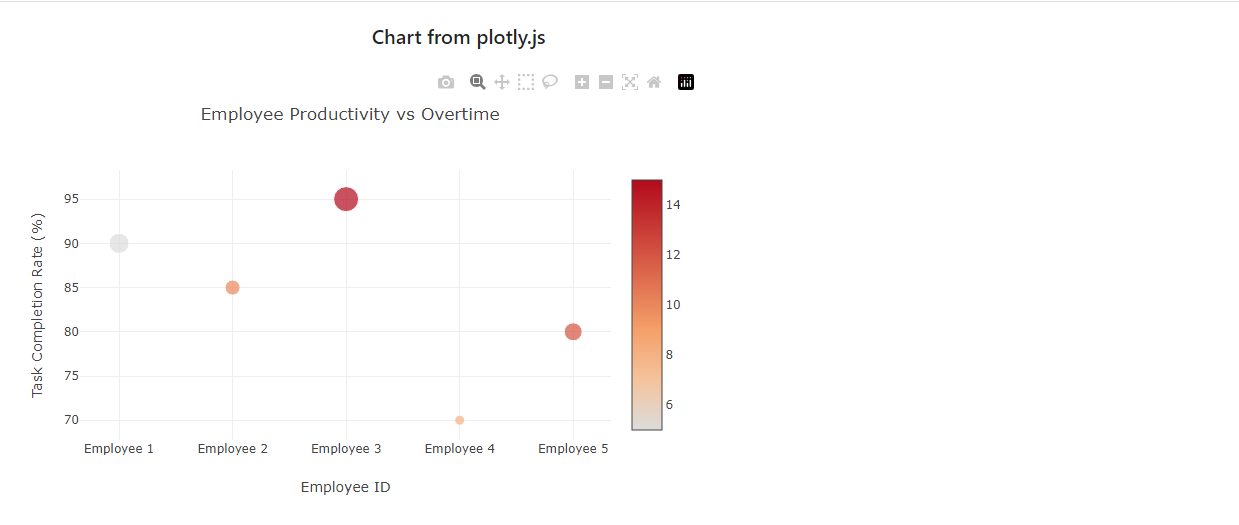 Chart from plotly.js
Employee Productivity vs Overtime
Task Completion Rate (%)
95
90
85
80
75
70
Employee 1
Employee 2
Employee 3
Employee 4
Employee 5
Employee ID
14
12
10
8
6